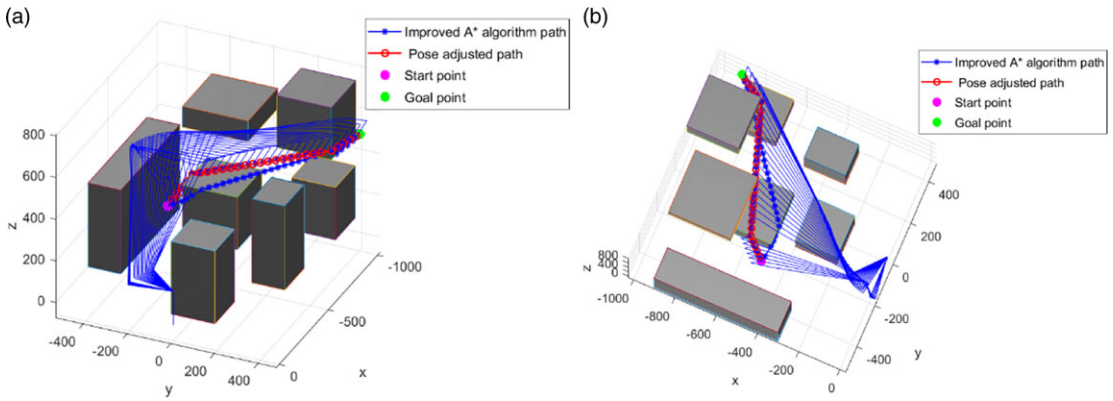 (a)
Improved A* algorithm path
Pose adjusted path
Start point
Goal point
800
600
400
200
0
z
-400
-200
0
200
400
y
0
-500
-1000
x
(b)
Improved A* algorithm path
Pose adjusted path
Start point
Goal point
z
800
400
0
-1000
-800
-600
-400
-200
0
x
400
200
0
-200
-400
y